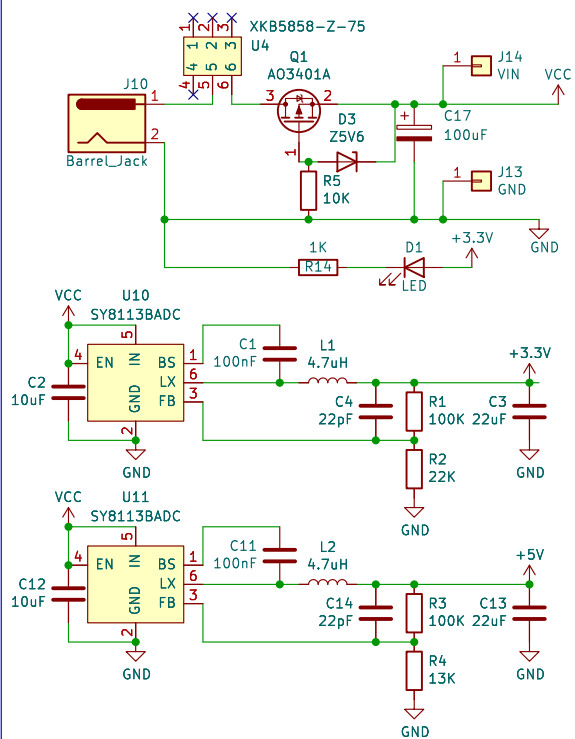 XKB5858-Z-75
U4
1 2 3
1 2 3
4 5 6
4 5 6
Q1
AO3401A
3
2
1
J14
VIN
1
VCC
J10
1
2
Barrel_Jack
D3
Z5V6
+
C17
100uF
R5
10K
J13
GND
1
GND
1K
R14
D1
LED
+3.3V
VCC
U10
SY8113BADC
5
4
EN
IN
GND
BS
LX
FB
1
6
3
2
C2
10uF
GND
C1
100nF
L1
4.7uH
+3.3V
C4
22pF
R1
100K
C3
22uF
R2
22K
GND
GND
VCC
U11
SY8113BADC
5
4
EN
IN
GND
BS
LX
FB
1
6
3
2
C12
10uF
GND
C11
100nF
L2
4.7uH
+5V
C14
22pF
R3
100K
C13
22uF
R4
13K
GND
GND